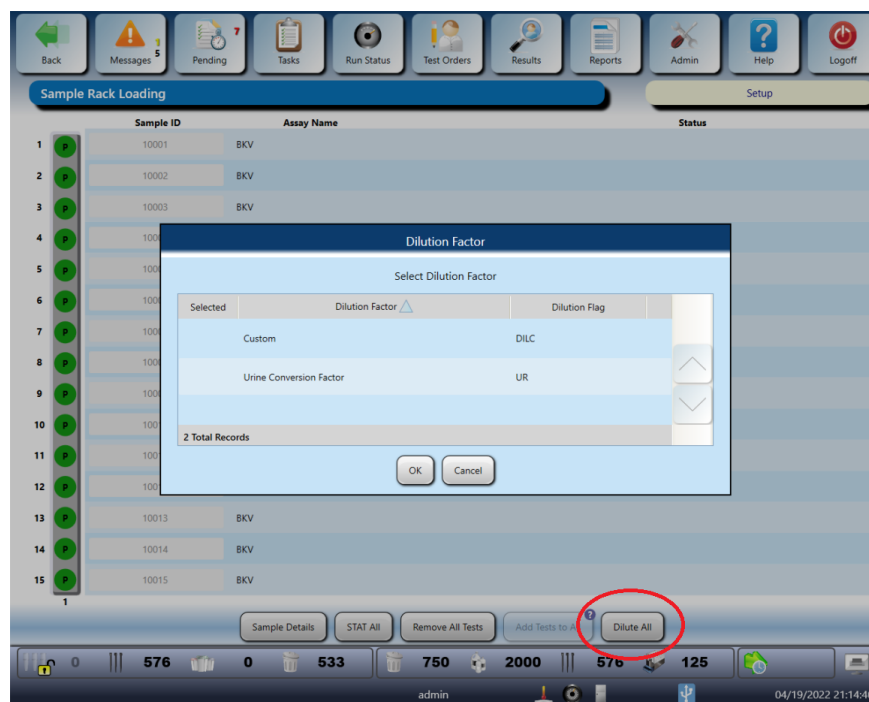 Back
Messages 1 5
Pending 7
Tasks
Run Status
Test Orders
Results
Reports
Admin
Help
Logoff
Sample Rack Loading
Setup
Sample ID Assay Name Status
1 P 10001 BKV
2 P 10002 BKV
3 P 10003 BKV
4 P
5 P
6 P
7 P
8 P
9 P
10 P
11 P
12 P
Dilution Factor
Select Dilution Factor
Selected Dilution Factor Dilution Flag
Custom DILC
Urine Conversion Factor UR
2 Total Records
OK Cancel
13 P 10013 BKV
14 P 10014 BKV
15 P 10015 BKV
1
Sample Details STAT All Remove All Tests Add Tests to ? Dilute All
0 576 0 533 750 2000 576 125
admin 04/19/2022 21:14:4